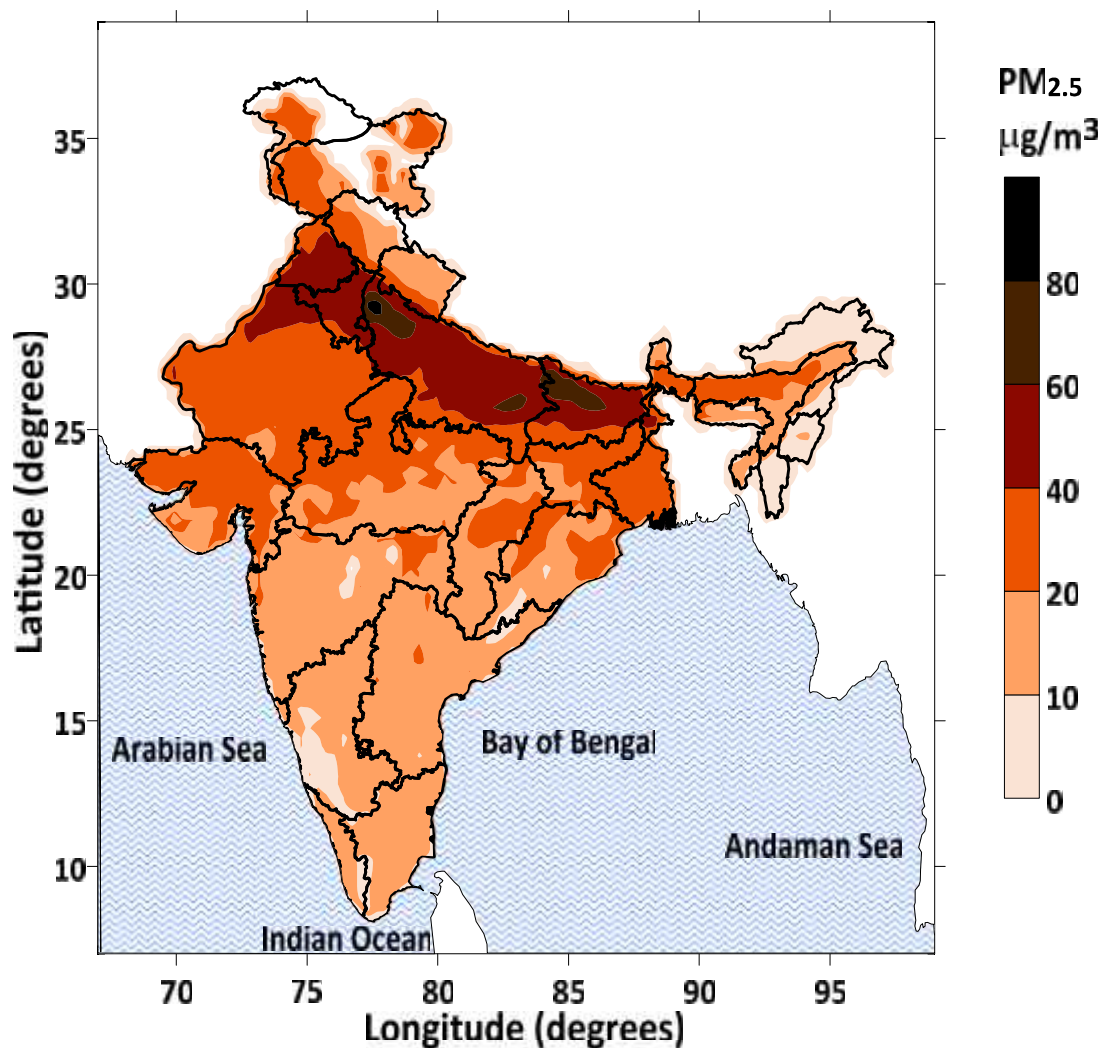 PM2.5
μg/m³
35
30
25
20
15
10
80
60
40
20
10
0
Arabian Sea
Bay of Bengal
Andaman Sea
Indian Ocean
70 75 80 85 90 95
Longitude (degrees)
Latitude (degrees)